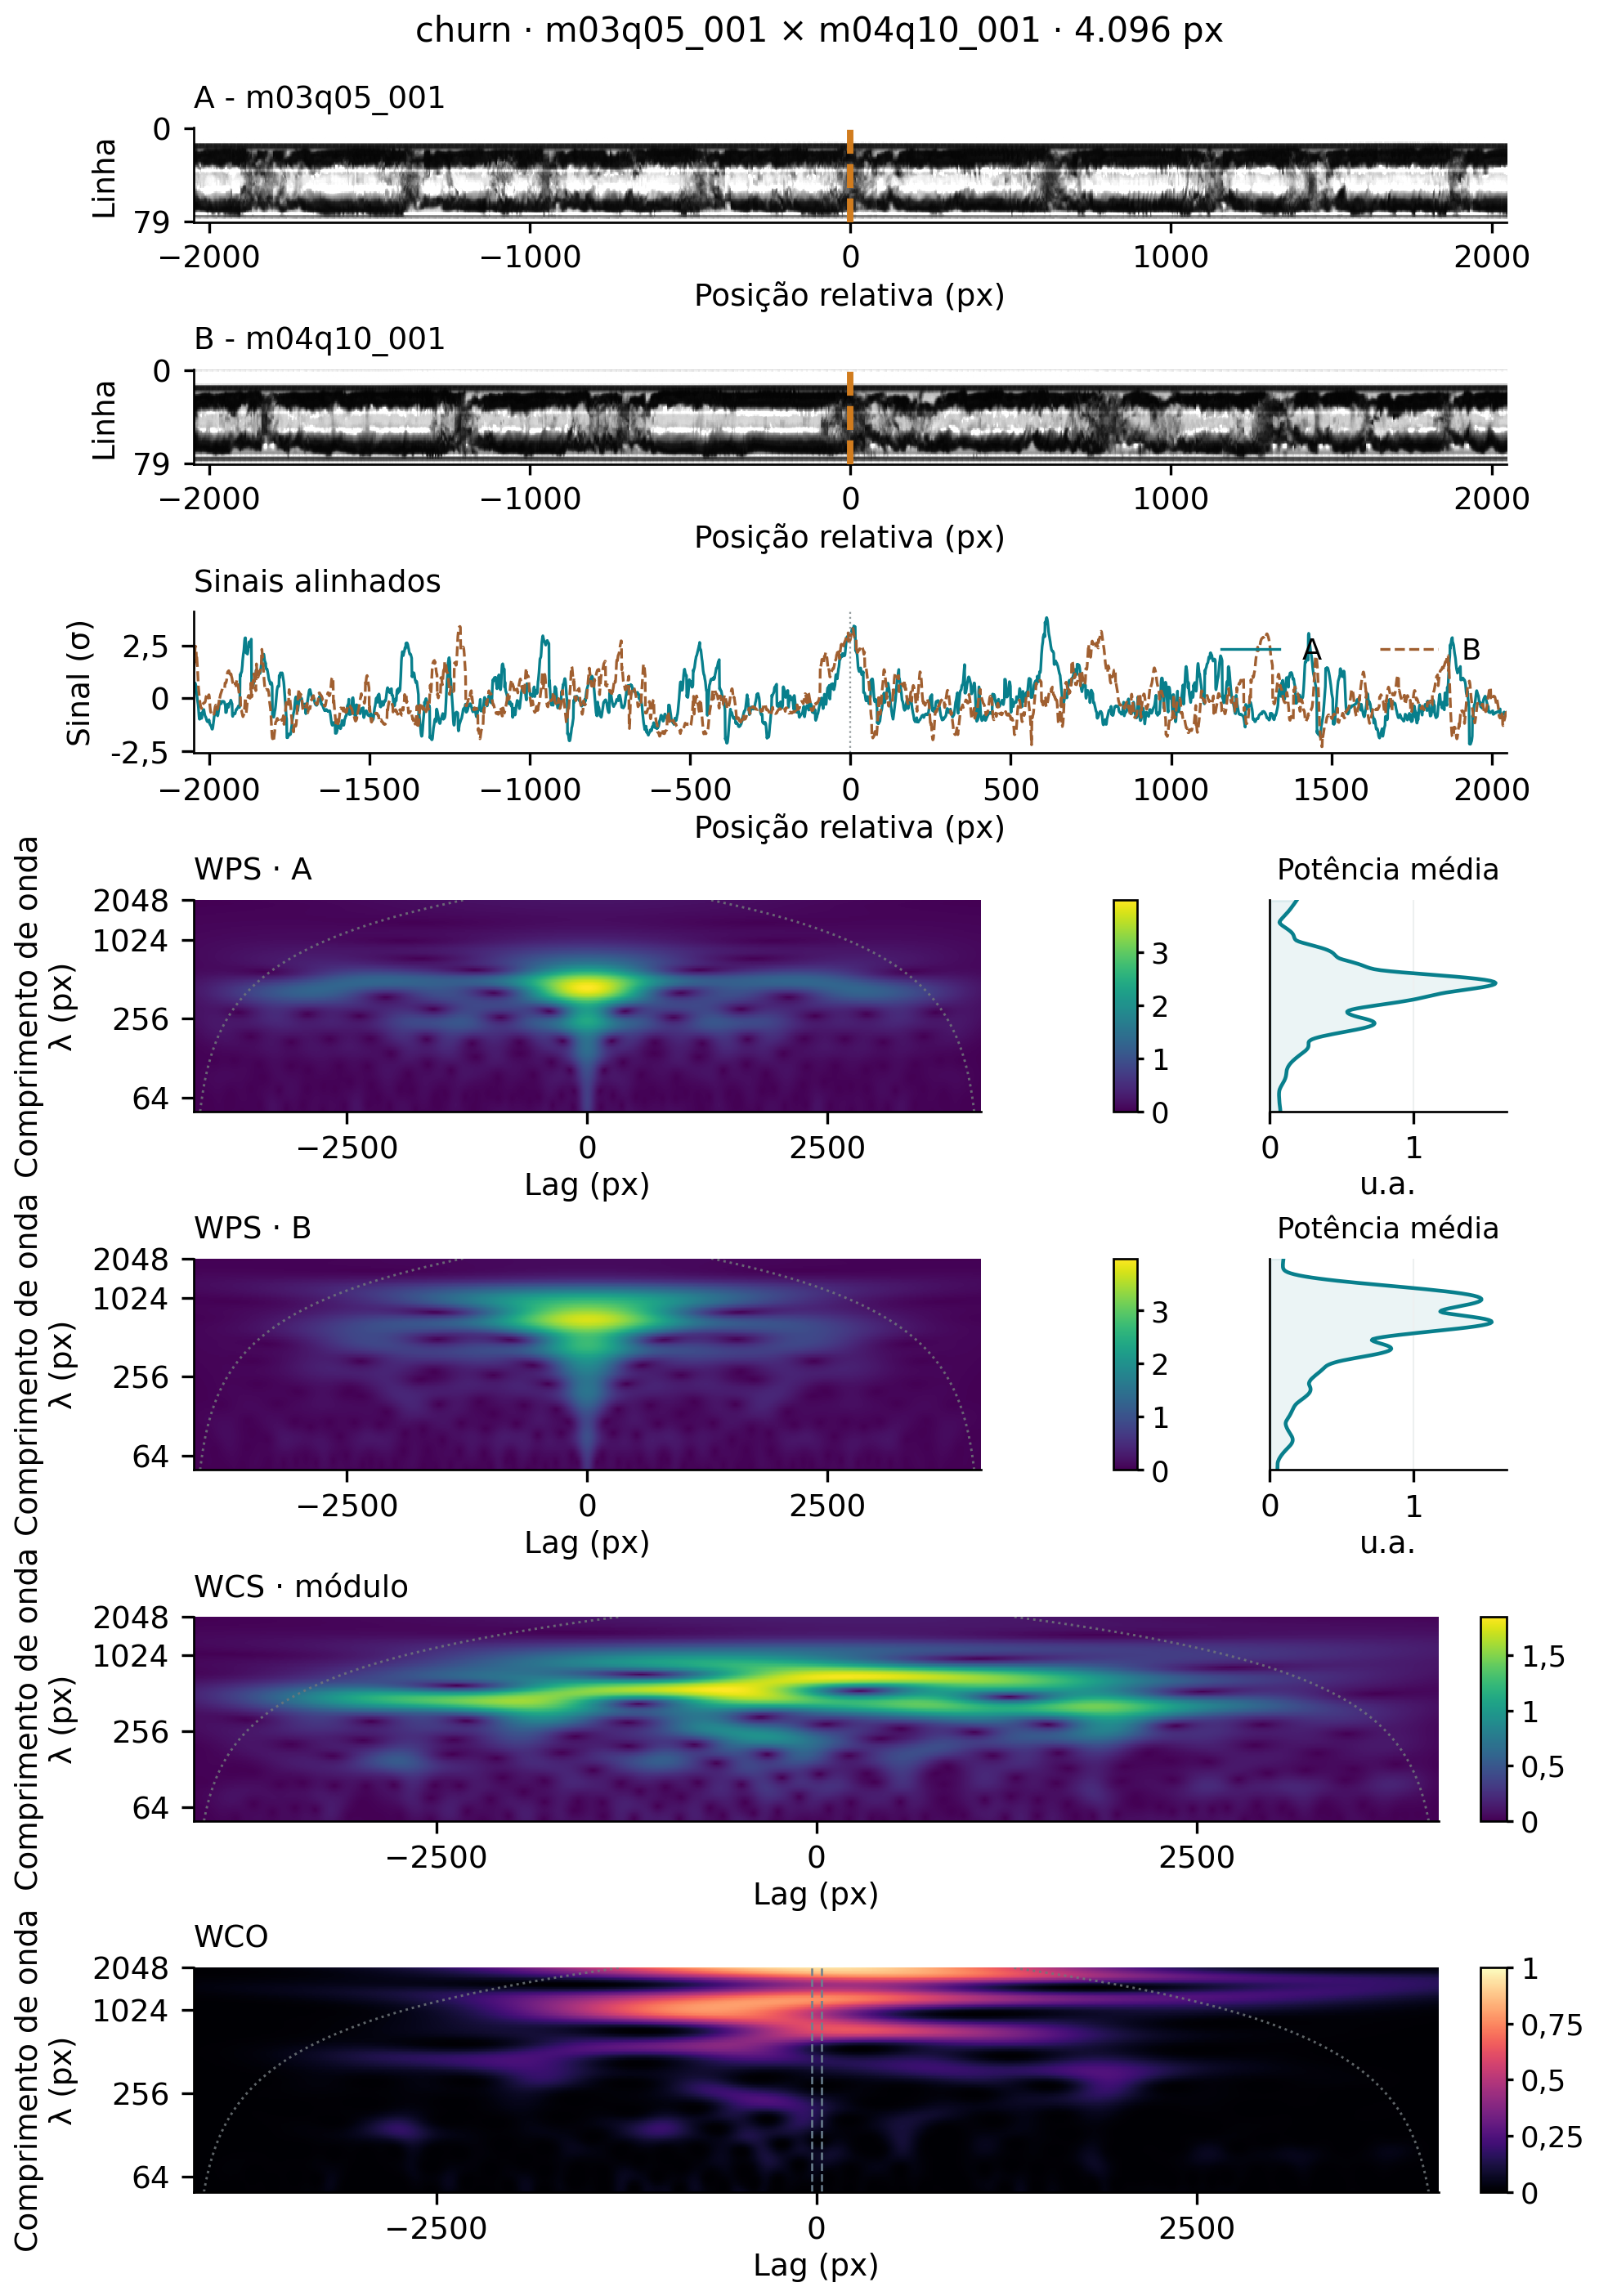 churn · m03q05_001 × m04q10_001 · 4.096 px
A - m03q05_001
Linha
0
79
−2000 −1000 0 1000 2000
Posição relativa (px)
B - m04q10_001
Linha
0
79
−2000 −1000 0 1000 2000
Posição relativa (px)
Sinais alinhados
Sinal (σ)
2,5
0
-2,5
A B
−2000 −1500 −1000 −500 0 500 1000 1500 2000
Posição relativa (px)
WPS · A
Comprimento de onda
λ (px)
2048
1024
256
64
−2500 0 2500
Lag (px)
3
2
1
0
Potência média
0 1
u.a.
WPS · B
Comprimento de onda
λ (px)
2048
1024
256
64
−2500 0 2500
Lag (px)
3
2
1
0
Potência média
0 1
u.a.
WCS · módulo
Comprimento de onda
λ (px)
2048
1024
256
64
−2500 0 2500
Lag (px)
1,5
1
0,5
0
WCO
Comprimento de onda
λ (px)
2048
1024
256
64
−2500 0 2500
Lag (px)
1
0,75
0,5
0,25
0